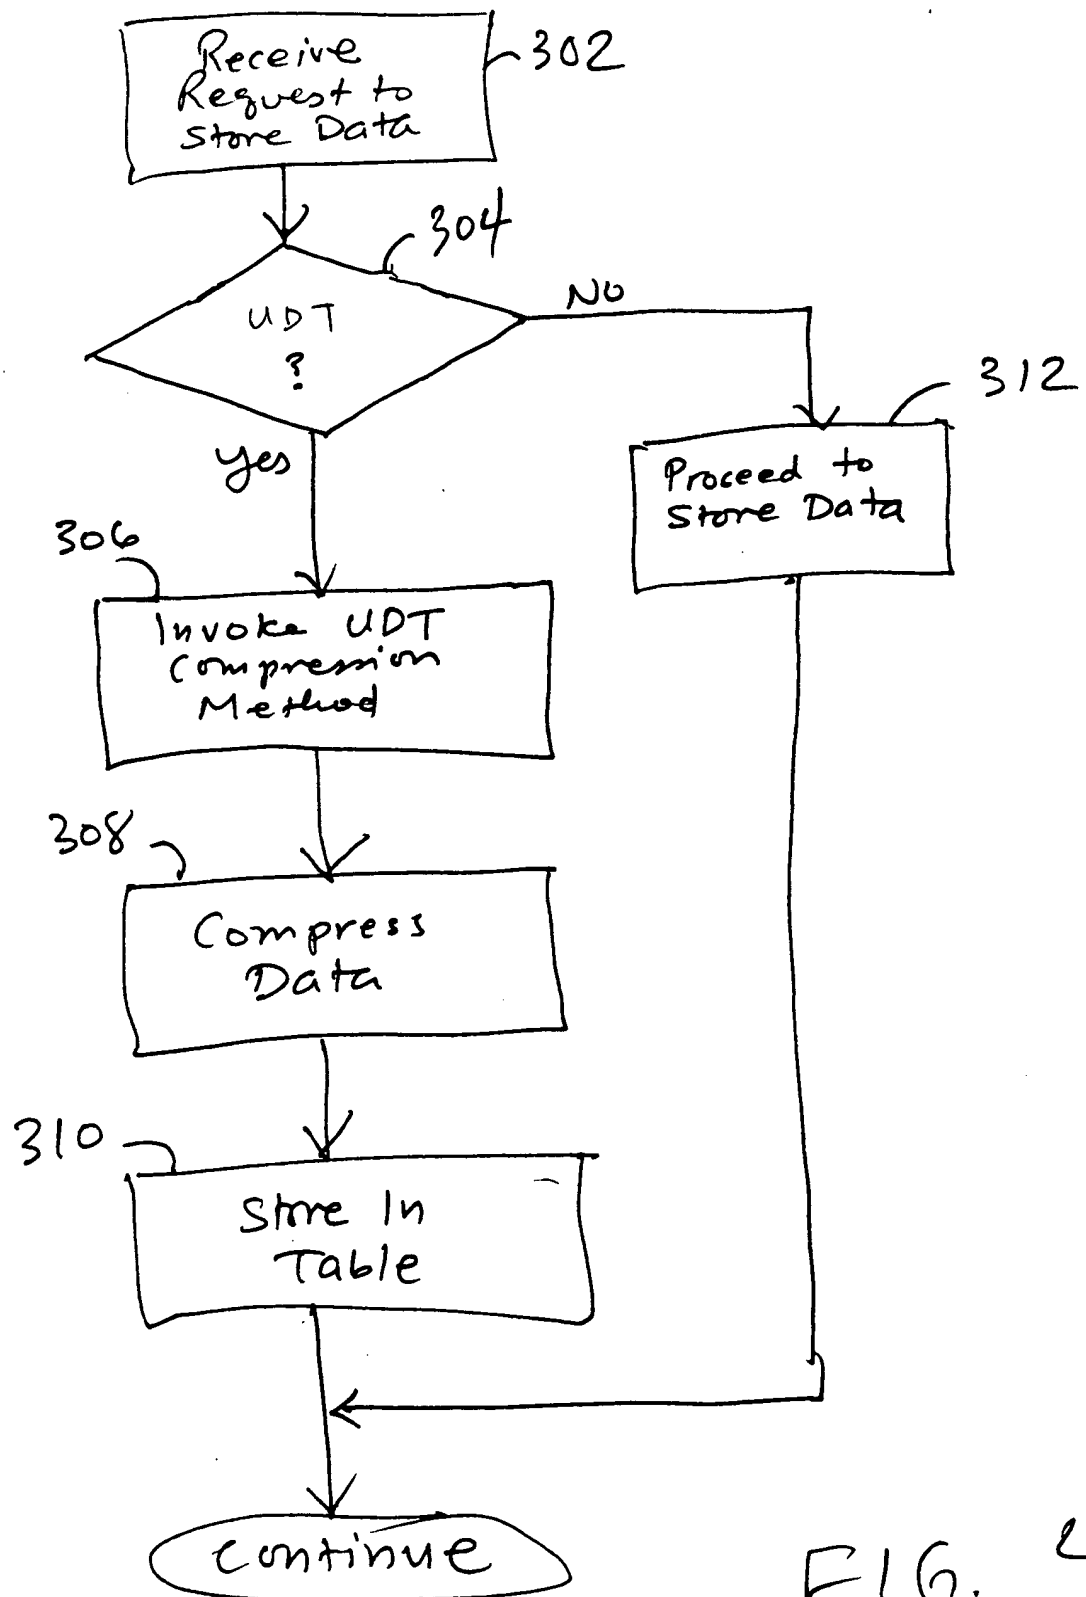 Receive
Request to
Store Data
302
304
UDT
?
NO
312
Proceed to
Store Data
Yes
306
Invoke UDT
Compression
Method
308
Compress
Data
310
Store In
Table
Continue
FIG.